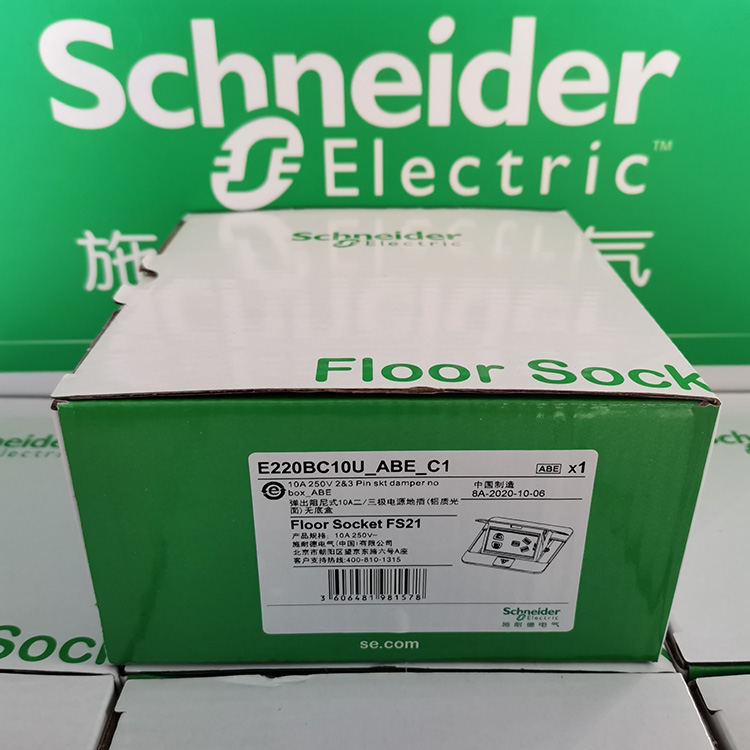 Schneider
Electric™
施 气
Schneider
Electric
Floor Sock
E220BC10U_ABE_C1
ABE x1
10A 250V 2&3 Pin skt damper no
box_ABE
中国制造
8A-2020-10-06
弹出阻尼式10A二/三极电源地插(铝质光
面)无底盒
Floor Socket FS21
产品规格: 10A 250V~
施耐德电气(中国)有限公司
北京市朝阳区望京东路六号A座
客户支持热线:400-810-1315
3 606481 981578
Schneider
Electric
施耐德电气
se.com
Sock